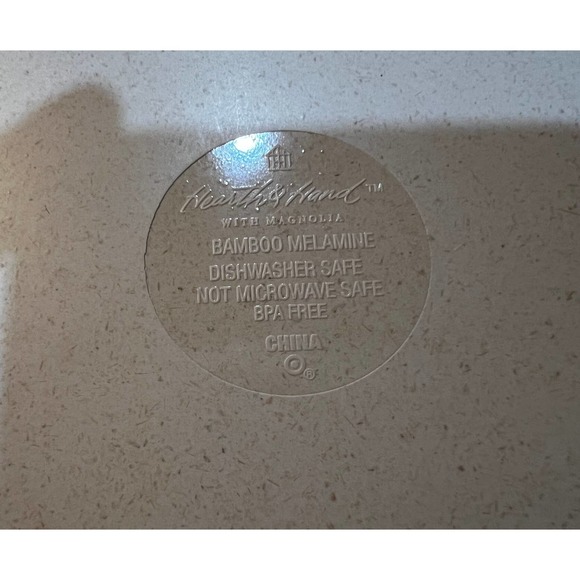 Hearth & Hand™
WITH MAGNOLIA
BAMBOO MELAMINE
DISHWASHER SAFE
NOT MICROWAVE SAFE
BPA FREE
CHINA
®